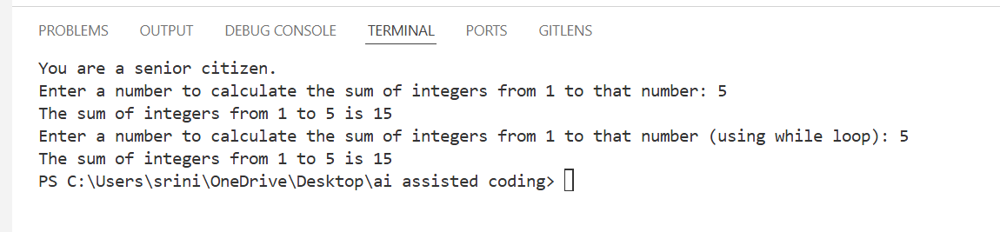 PROBLEMS OUTPUT DEBUG CONSOLE TERMINAL PORTS GITLENS
You are a senior citizen.
Enter a number to calculate the sum of integers from 1 to that number: 5
The sum of integers from 1 to 5 is 15
Enter a number to calculate the sum of integers from 1 to that number (using while loop): 5
The sum of integers from 1 to 5 is 15
PS C:\Users\srini\OneDrive\Desktop\ai assisted coding>